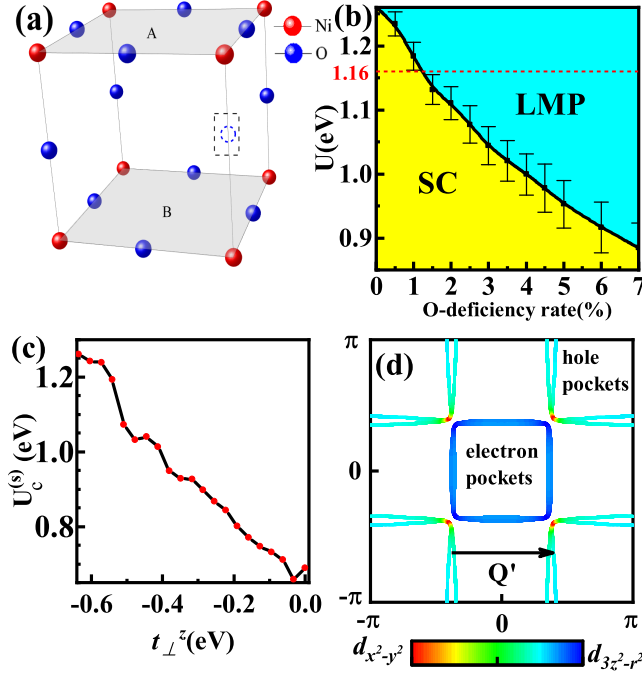 (a)
A
B
Ni
O
(b)
U(eV)
1.2
1.16
1.1
1.0
0.9
LMP
SC
0 1 2 3 4 5 6 7
O-deficiency rate(%)
(c)
U_c^(s) (eV)
1.2
1.0
0.8
-0.6 -0.4 -0.2 0.0
t_⊥^z(eV)
(d)
π
0
-π
hole
pockets
electron
pockets
Q'
-π 0 π
d_x²-y² d_3z²-r²